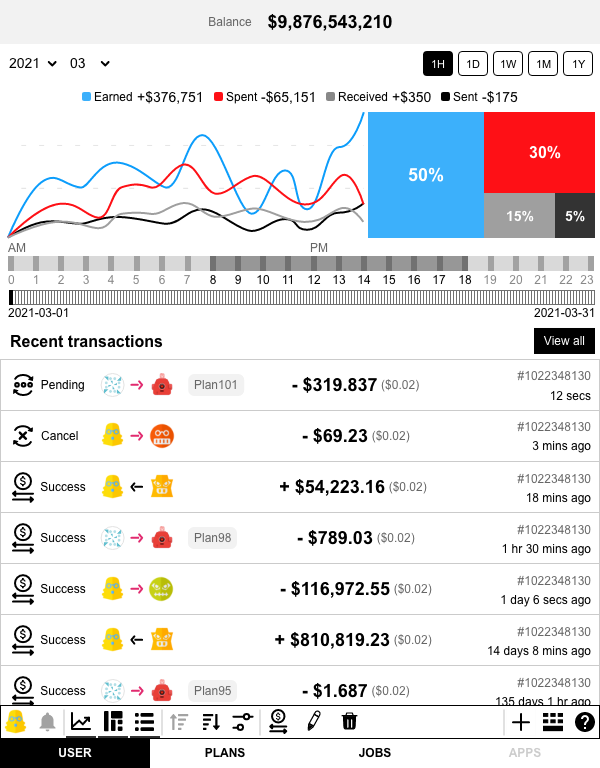 Balance $9,876,543,210
2021 03 1H 1D 1W 1M 1Y
Earned +$376,751 Spent -$65,151 Received +$350 Sent -$175
50% 30% 15% 5%
AM PM
0 1 2 3 4 5 6 7 8 9 10 11 12 13 14 15 16 17 18 19 20 21 22 23
2021-03-01 2021-03-31
Recent transactions View all
Pending Plan101 - $319.837 ($0.02) #1022348130
12 secs
Cancel - $69.23 ($0.02) #1022348130
3 mins ago
Success + $54,223.16 ($0.02) #1022348130
18 mins ago
Success Plan98 - $789.03 ($0.02) #1022348130
1 hr 30 mins ago
Success - $116,972.55 ($0.02) #1022348130
1 day 6 secs ago
Success + $810,819.23 ($0.02) #1022348130
14 days 8 mins ago
Success Plan95 - $1.687 ($0.02) #1022348130
135 days 1 hr ago
USER PLANS JOBS APPS